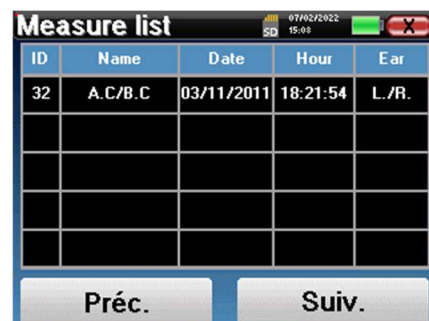 Measure list SD 07/02/2022 15:08 X
ID Name Date Hour Ear
32 A.C/B.C 03/11/2011 18:21:54 L./R.
Préc. Suiv.